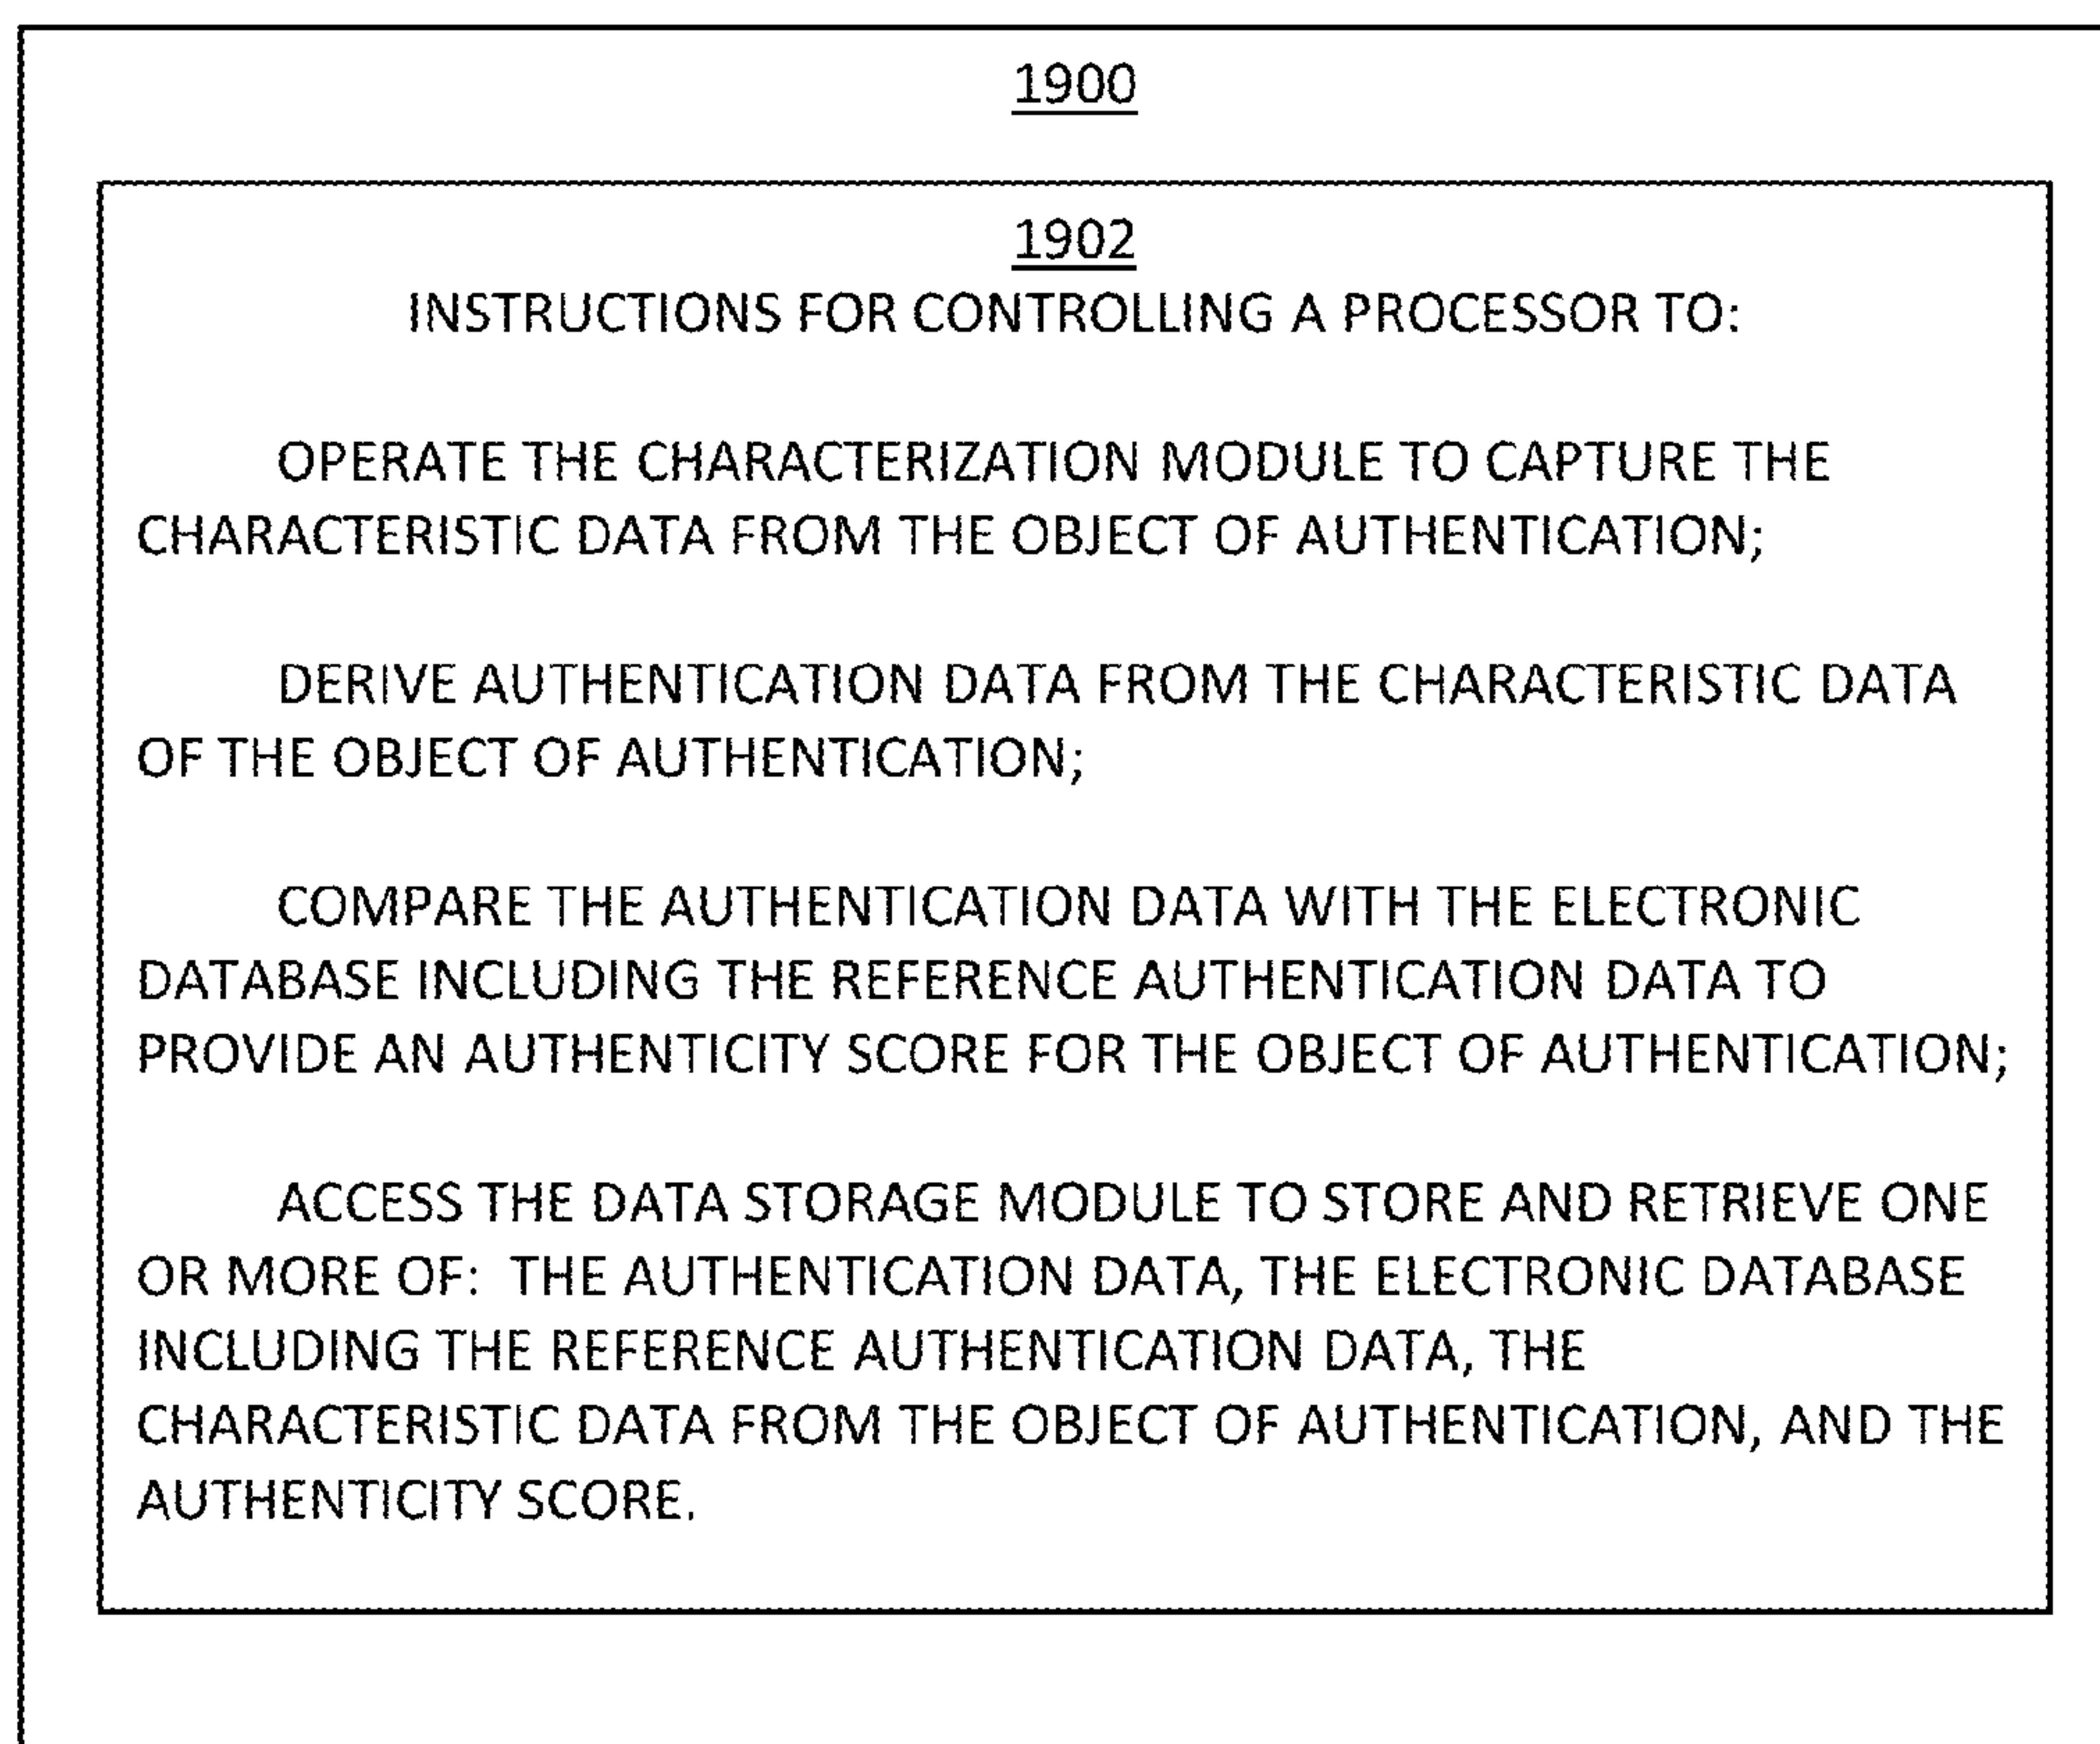 1900
1902
INSTRUCTIONS FOR CONTROLLING A PROCESSOR TO:
OPERATE THE CHARACTERIZATION MODULE TO CAPTURE THE
CHARACTERISTIC DATA FROM THE OBJECT OF AUTHENTICATION;
DERIVE AUTHENTICATION DATA FROM THE CHARACTERISTIC DATA
OF THE OBJECT OF AUTHENTICATION;
COMPARE THE AUTHENTICATION DATA WITH THE ELECTRONIC
DATABASE INCLUDING THE REFERENCE AUTHENTICATION DATA TO
PROVIDE AN AUTHENTICITY SCORE FOR THE OBJECT OF AUTHENTICATION;
ACCESS THE DATA STORAGE MODULE TO STORE AND RETRIEVE ONE
OR MORE OF:  THE AUTHENTICATION DATA, THE ELECTRONIC DATABASE
INCLUDING THE REFERENCE AUTHENTICATION DATA, THE
CHARACTERISTIC DATA FROM THE OBJECT OF AUTHENTICATION, AND THE
AUTHENTICITY SCORE.